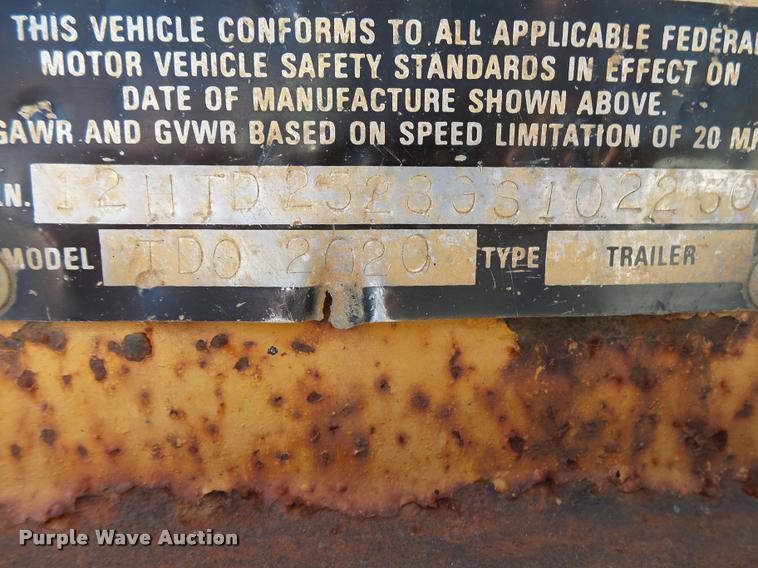 THIS VEHICLE CONFORMS TO ALL APPLICABLE FEDERAL
MOTOR VEHICLE SAFETY STANDARDS IN EFFECT ON
DATE OF MANUFACTURE SHOWN ABOVE.
GAWR AND GVWR BASED ON SPEED LIMITATION OF 20 M
.N. 12HTD2528GS102250
MODEL TDO 2020 TYPE TRAILER
Purple Wave Auction